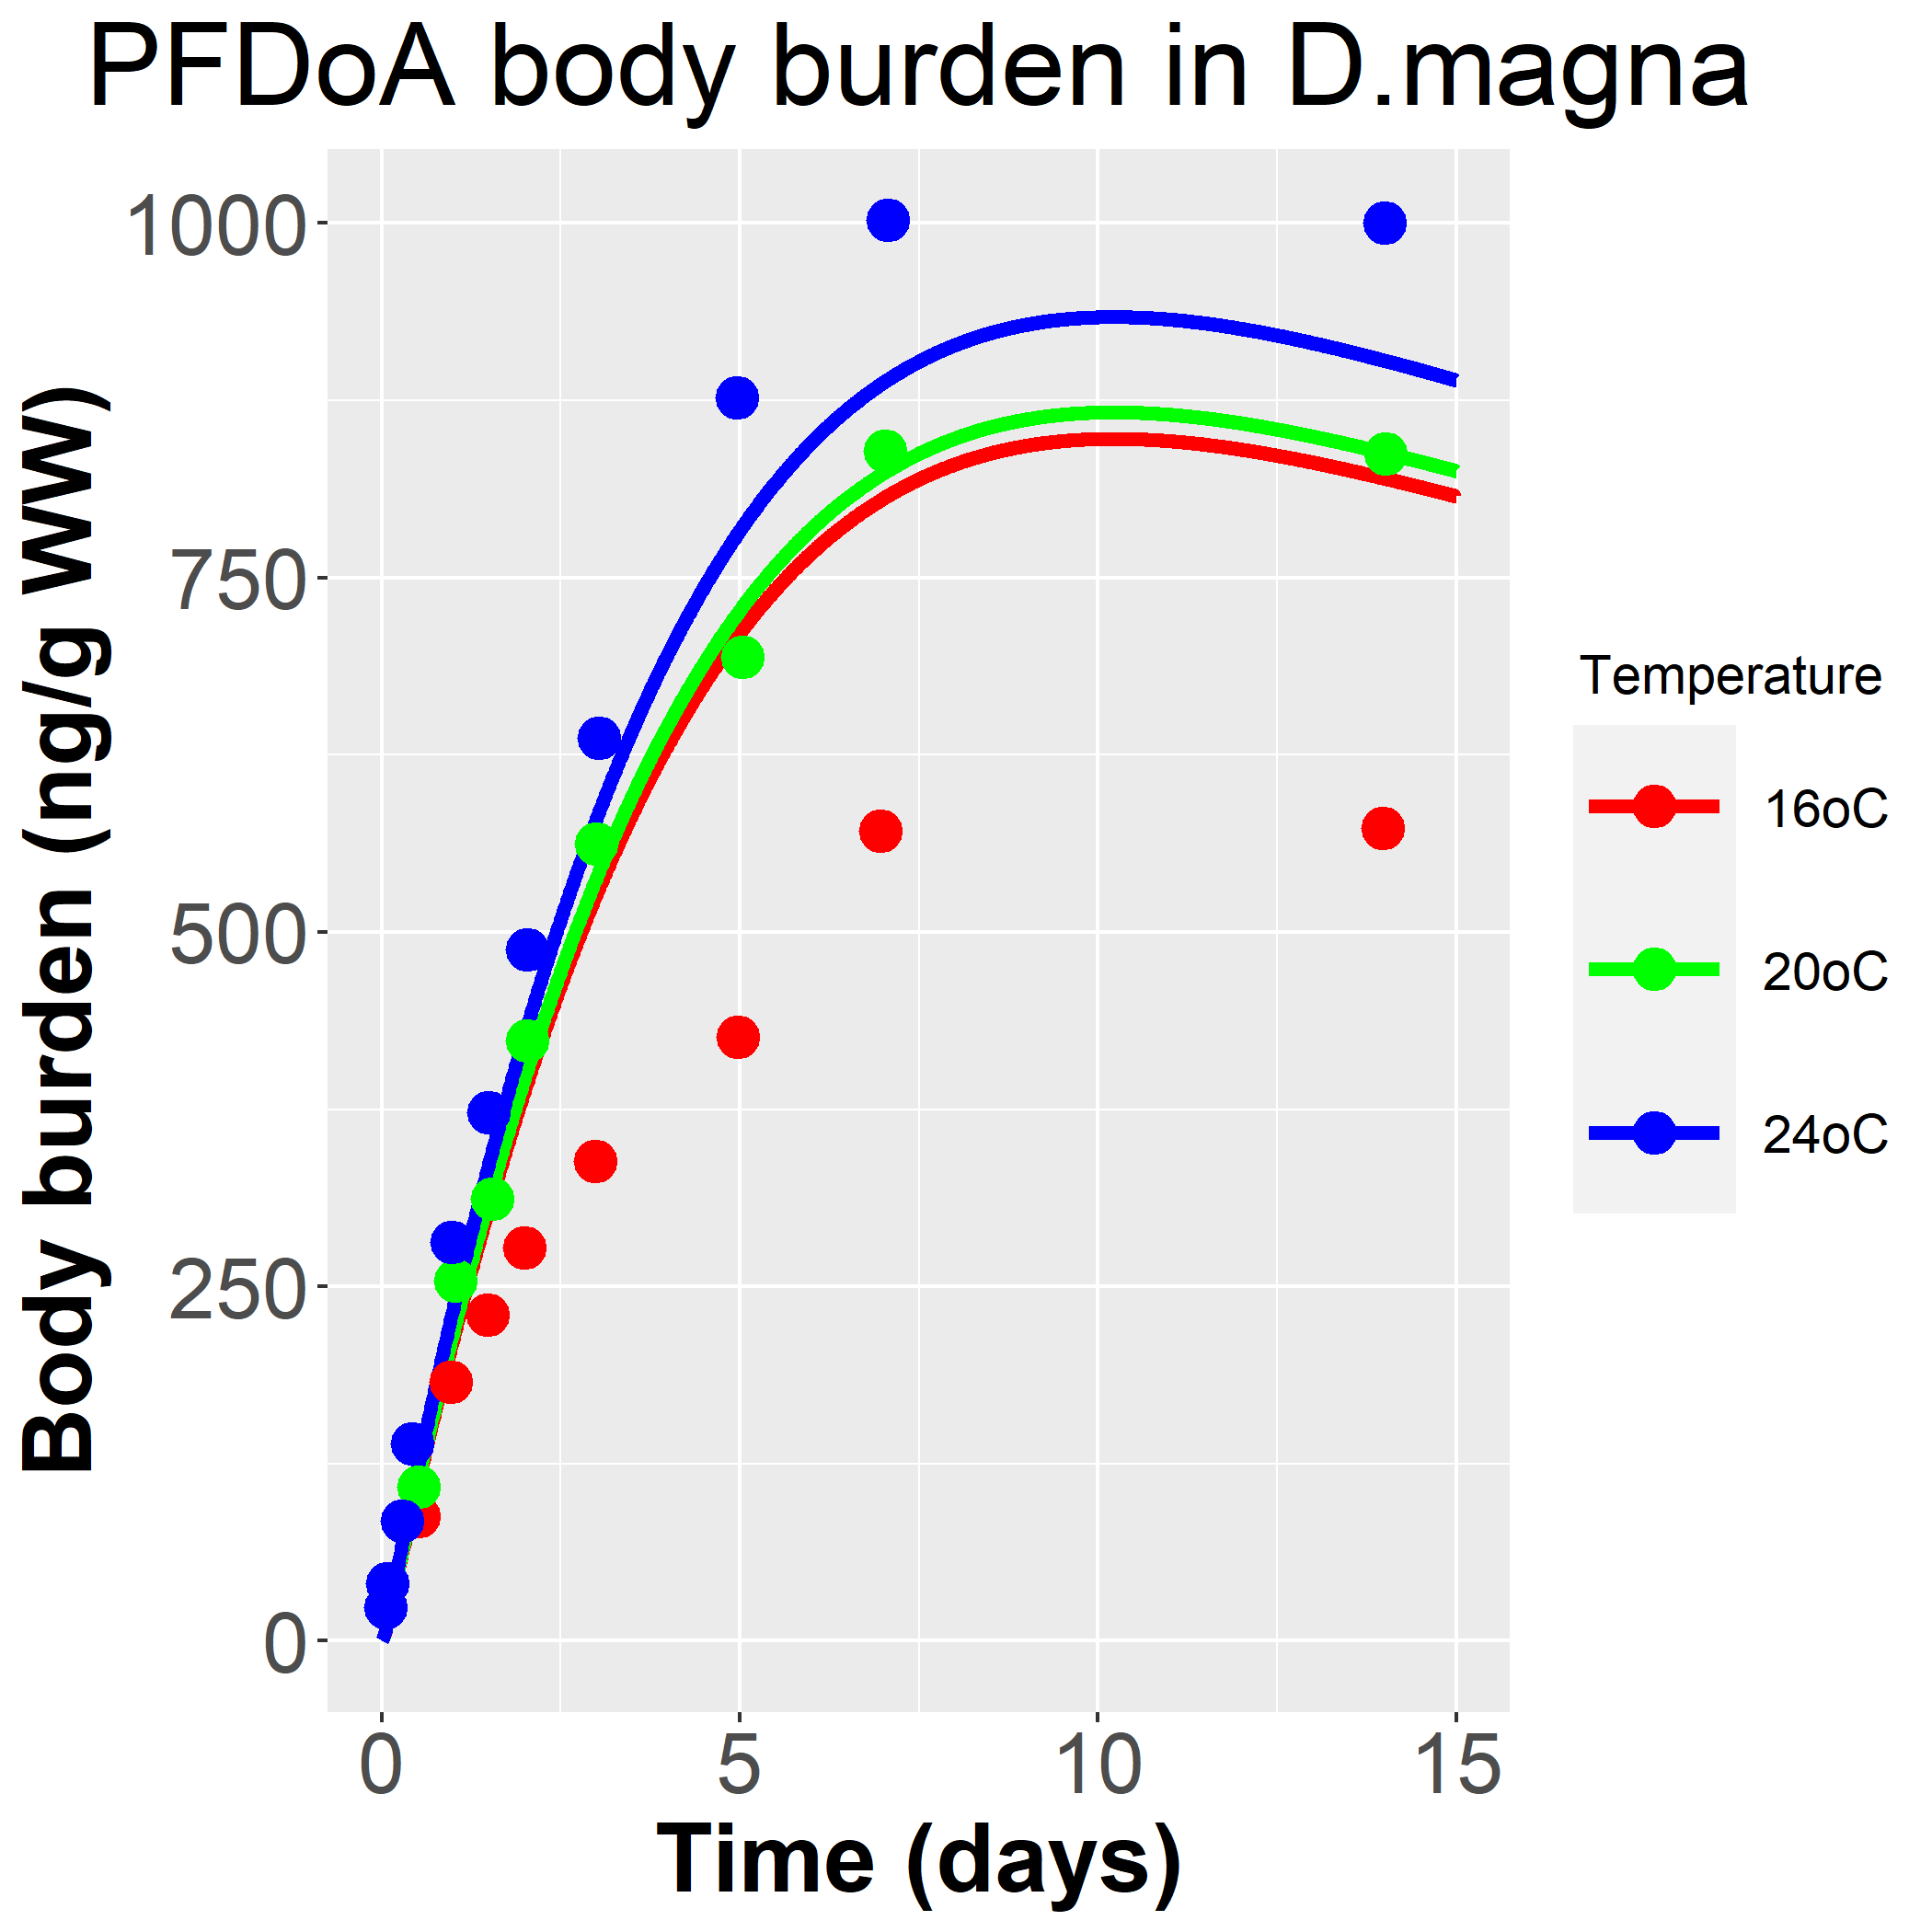 PFDoA body burden in D.magna
Body burden (ng/g WW)
1000
750
500
250
0
0 5 10 15
Time (days)
Temperature
16oC
20oC
24oC